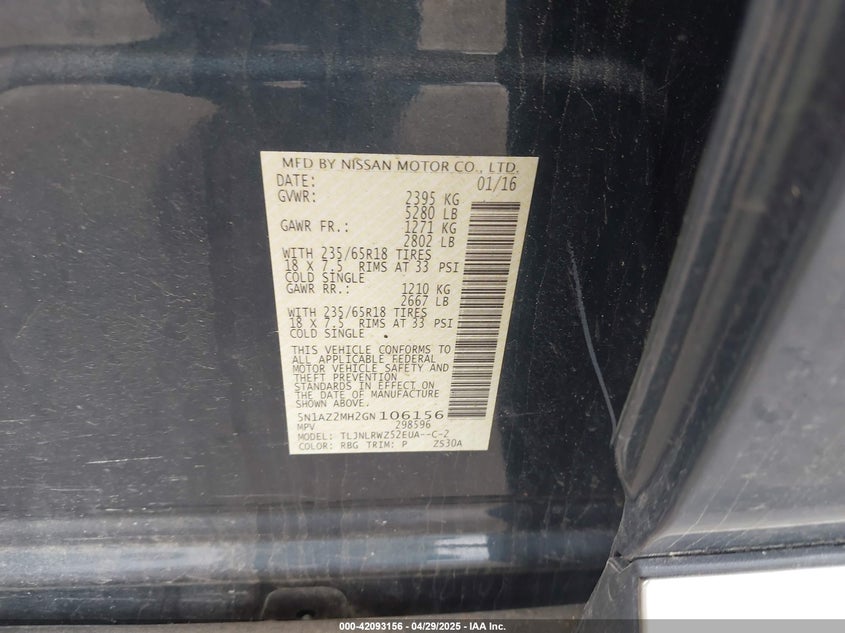 MFD BY NISSAN MOTOR CO., LTD.
DATE: 01/16
GVWR: 2395 KG
5280 LB
GAWR FR.: 1271 KG
2802 LB
WITH 235/65R18 TIRES
18 X 7.5 RIMS AT 33 PSI
COLD SINGLE
GAWR RR.: 1210 KG
2667 LB
WITH 235/65R18 TIRES
18 X 7.5 RIMS AT 33 PSI
COLD SINGLE
THIS VEHICLE CONFORMS TO
ALL APPLICABLE FEDERAL
MOTOR VEHICLE SAFETY AND
THEFT PREVENTION
STANDARDS IN EFFECT ON
THE DATE OF MANUFACTURE
SHOWN ABOVE.
5N1AZ2MH2GN106156
MPV 298596
MODEL: TLJNLRWZ52EUA--C-2
COLOR: RBG TRIM: P ZS30A
000-42093156 - 04/29/2025 - IAA Inc.